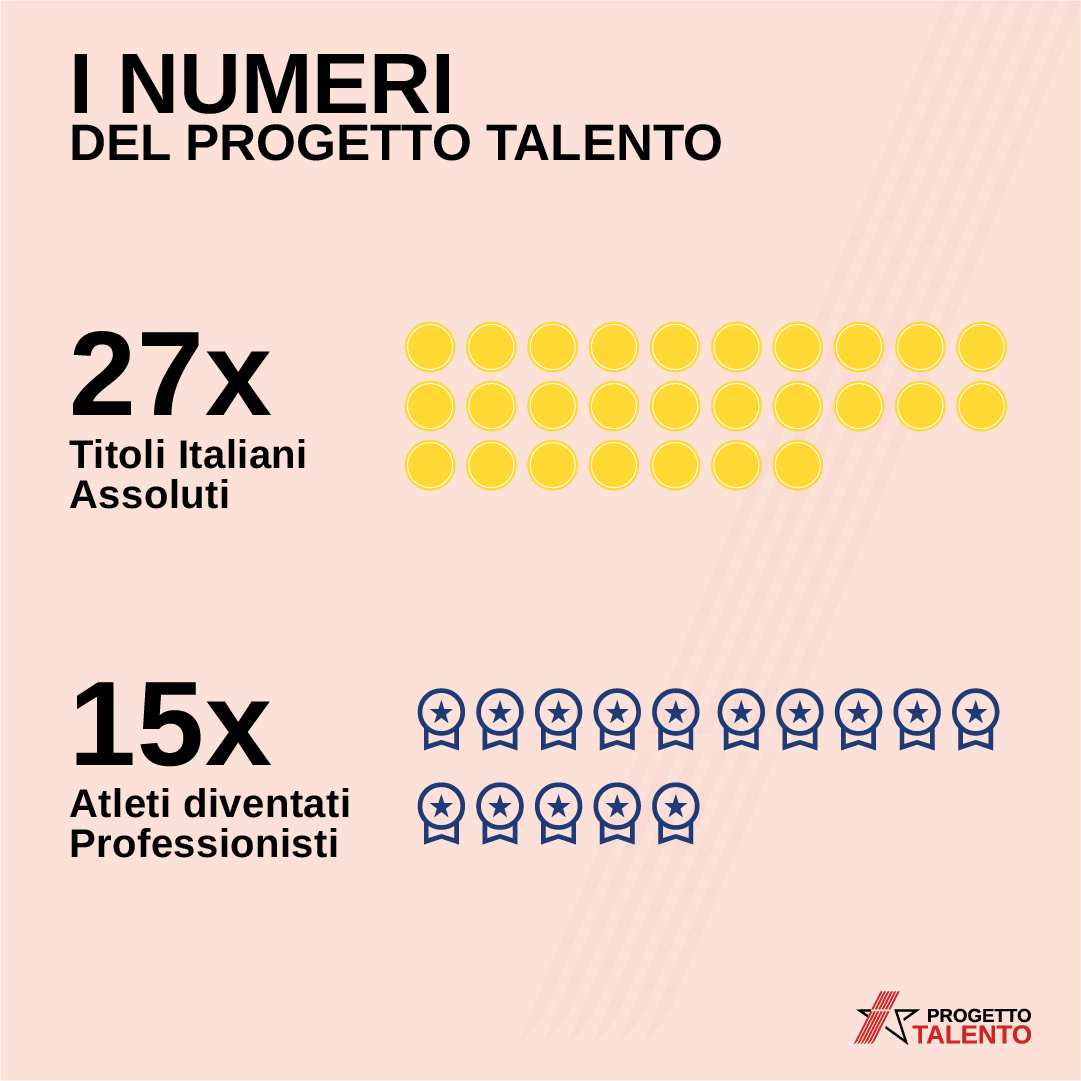 I NUMERI
DEL PROGETTO TALENTO
27x
Titoli Italiani
Assoluti
15x
Atleti diventati
Professionisti
PROGETTO
TALENTO